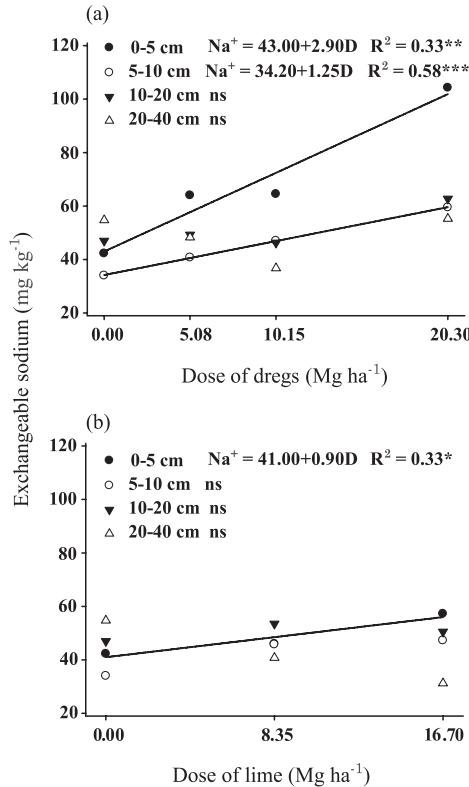 (a)
120
0-5 cm Na⁺ = 43.00+2.90D R² = 0.33**
5-10 cm Na⁺ = 34.20+1.25D R² = 0.58***
10-20 cm ns
20-40 cm ns
100
80
60
40
20
0.00 5.08 10.15 20.30
Dose of dregs (Mg ha⁻¹)
Exchangeable sodium (mg kg⁻¹)
(b)
120
0-5 cm Na⁺ = 41.00+0.90D R² = 0.33*
5-10 cm ns
10-20 cm ns
20-40 cm ns
100
80
60
40
20
0.00 8.35 16.70
Dose of lime (Mg ha⁻¹)